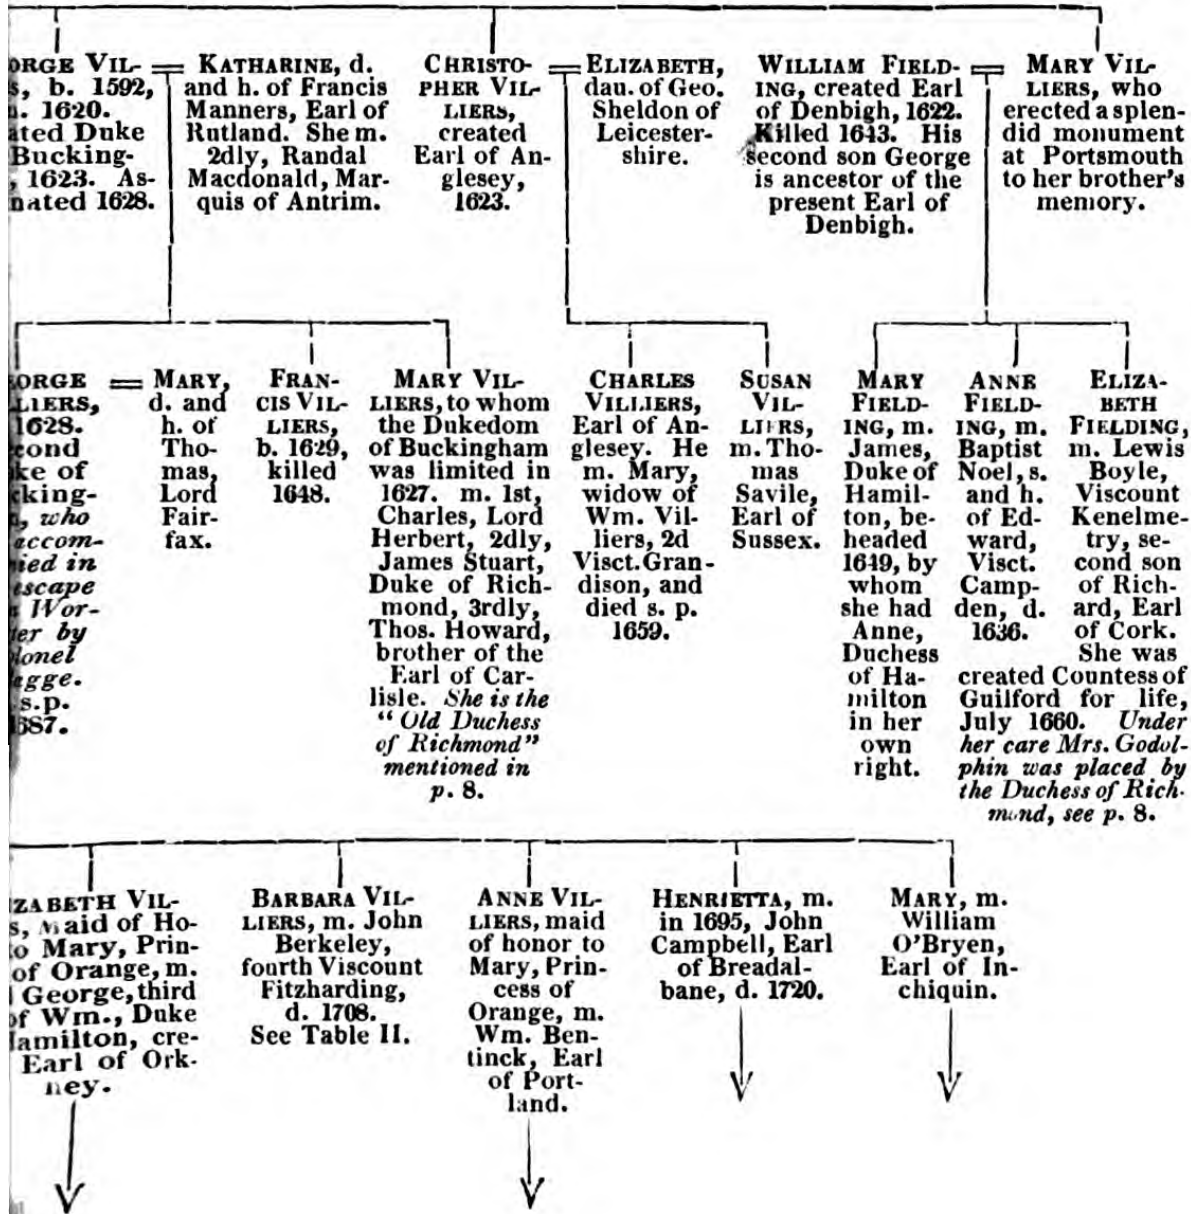 ORGE VIL-
s, b. 1592,
1620.
ated Duke
Bucking-
, 1623. As-
nated 1628.
KATHARINE, d.
and h. of Francis
Manners, Earl of
Rutland. She m.
2dly, Randal
Macdonald, Mar-
quis of Antrim.
CHRISTO-
PHER VIL-
LIERS,
created
Earl of An-
glesey,
1623.
ELIZABETH,
dau. of Geo.
Sheldon of
Leicester-
shire.
WILLIAM FIELD-
ING, created Earl
of Denbigh, 1622.
Killed 1643. His
second son George
is ancestor of the
present Earl of
Denbigh.
MARY VIL-
LIERS, who
erected a splen-
did monument
at Portsmouth
to her brother's
memory.
ORGE
LIERS,
1628.
cond
ke of
cking-
, who
accom-
nied in
escape
Wor-
ter by
lonel
agge.
s.p.
1687.
MARY,
d. and
h. of
Tho-
mas,
Lord
Fair-
fax.
FRAN-
CIS VIL-
LIERS,
b. 1629,
killed
1648.
MARY VIL-
LIERS, to whom
the Dukedom
of Buckingham
was limited in
1627. m. 1st,
Charles, Lord
Herbert, 2dly,
James Stuart,
Duke of Rich-
mond, 3rdly,
Thos. Howard,
brother of the
Earl of Car-
lisle. She is the
"Old Duchess
of Richmond"
mentioned in
p. 8.
CHARLES
VILLIERS,
Earl of An-
glesey. He
m. Mary,
widow of
Wm. Vil-
liers, 2d
Visct. Gran-
dison, and
died s. p.
1659.
SUSAN
VIL-
LIERS,
m. Tho-
mas
Savile,
Earl of
Sussex.
MARY
FIELD-
ING, m.
James,
Duke of
Hamil-
ton, be-
headed
1649, by
whom
she had
Anne,
Duchess
of Ha-
milton
in her
own
right.
ANNE
FIELD-
ING, m.
Baptist
Noel, s.
and h.
of Ed-
ward,
Visct.
Camp-
den, d.
1636.
ELIZA-
BETH
FIELDING,
m. Lewis
Boyle,
Viscount
Kenelme-
try, se-
cond son
of Rich-
ard, Earl
of Cork.
She was
created Countess of
Guilford for life,
July 1660. Under
her care Mrs. Godol-
phin was placed by
the Duchess of Rich-
mond, see p. 8.
ZABETH VIL-
s, maid of Ho-
o Mary, Prin-
of Orange, m.
George, third
of Wm., Duke
Hamilton, cre-
Earl of Ork-
ney.
BARBARA VIL-
LIERS, m. John
Berkeley,
fourth Viscount
Fitzharding,
d. 1708.
See Table II.
ANNE VIL-
LIERS, maid
of honor to
Mary, Prin-
cess of
Orange, m.
Wm. Ben-
tinck, Earl
of Port-
land.
HENRIETTA, m.
in 1695, John
Campbell, Earl
of Breadal-
bane, d. 1720.
MARY, m.
William
O'Bryen,
Earl of In-
chiquin.